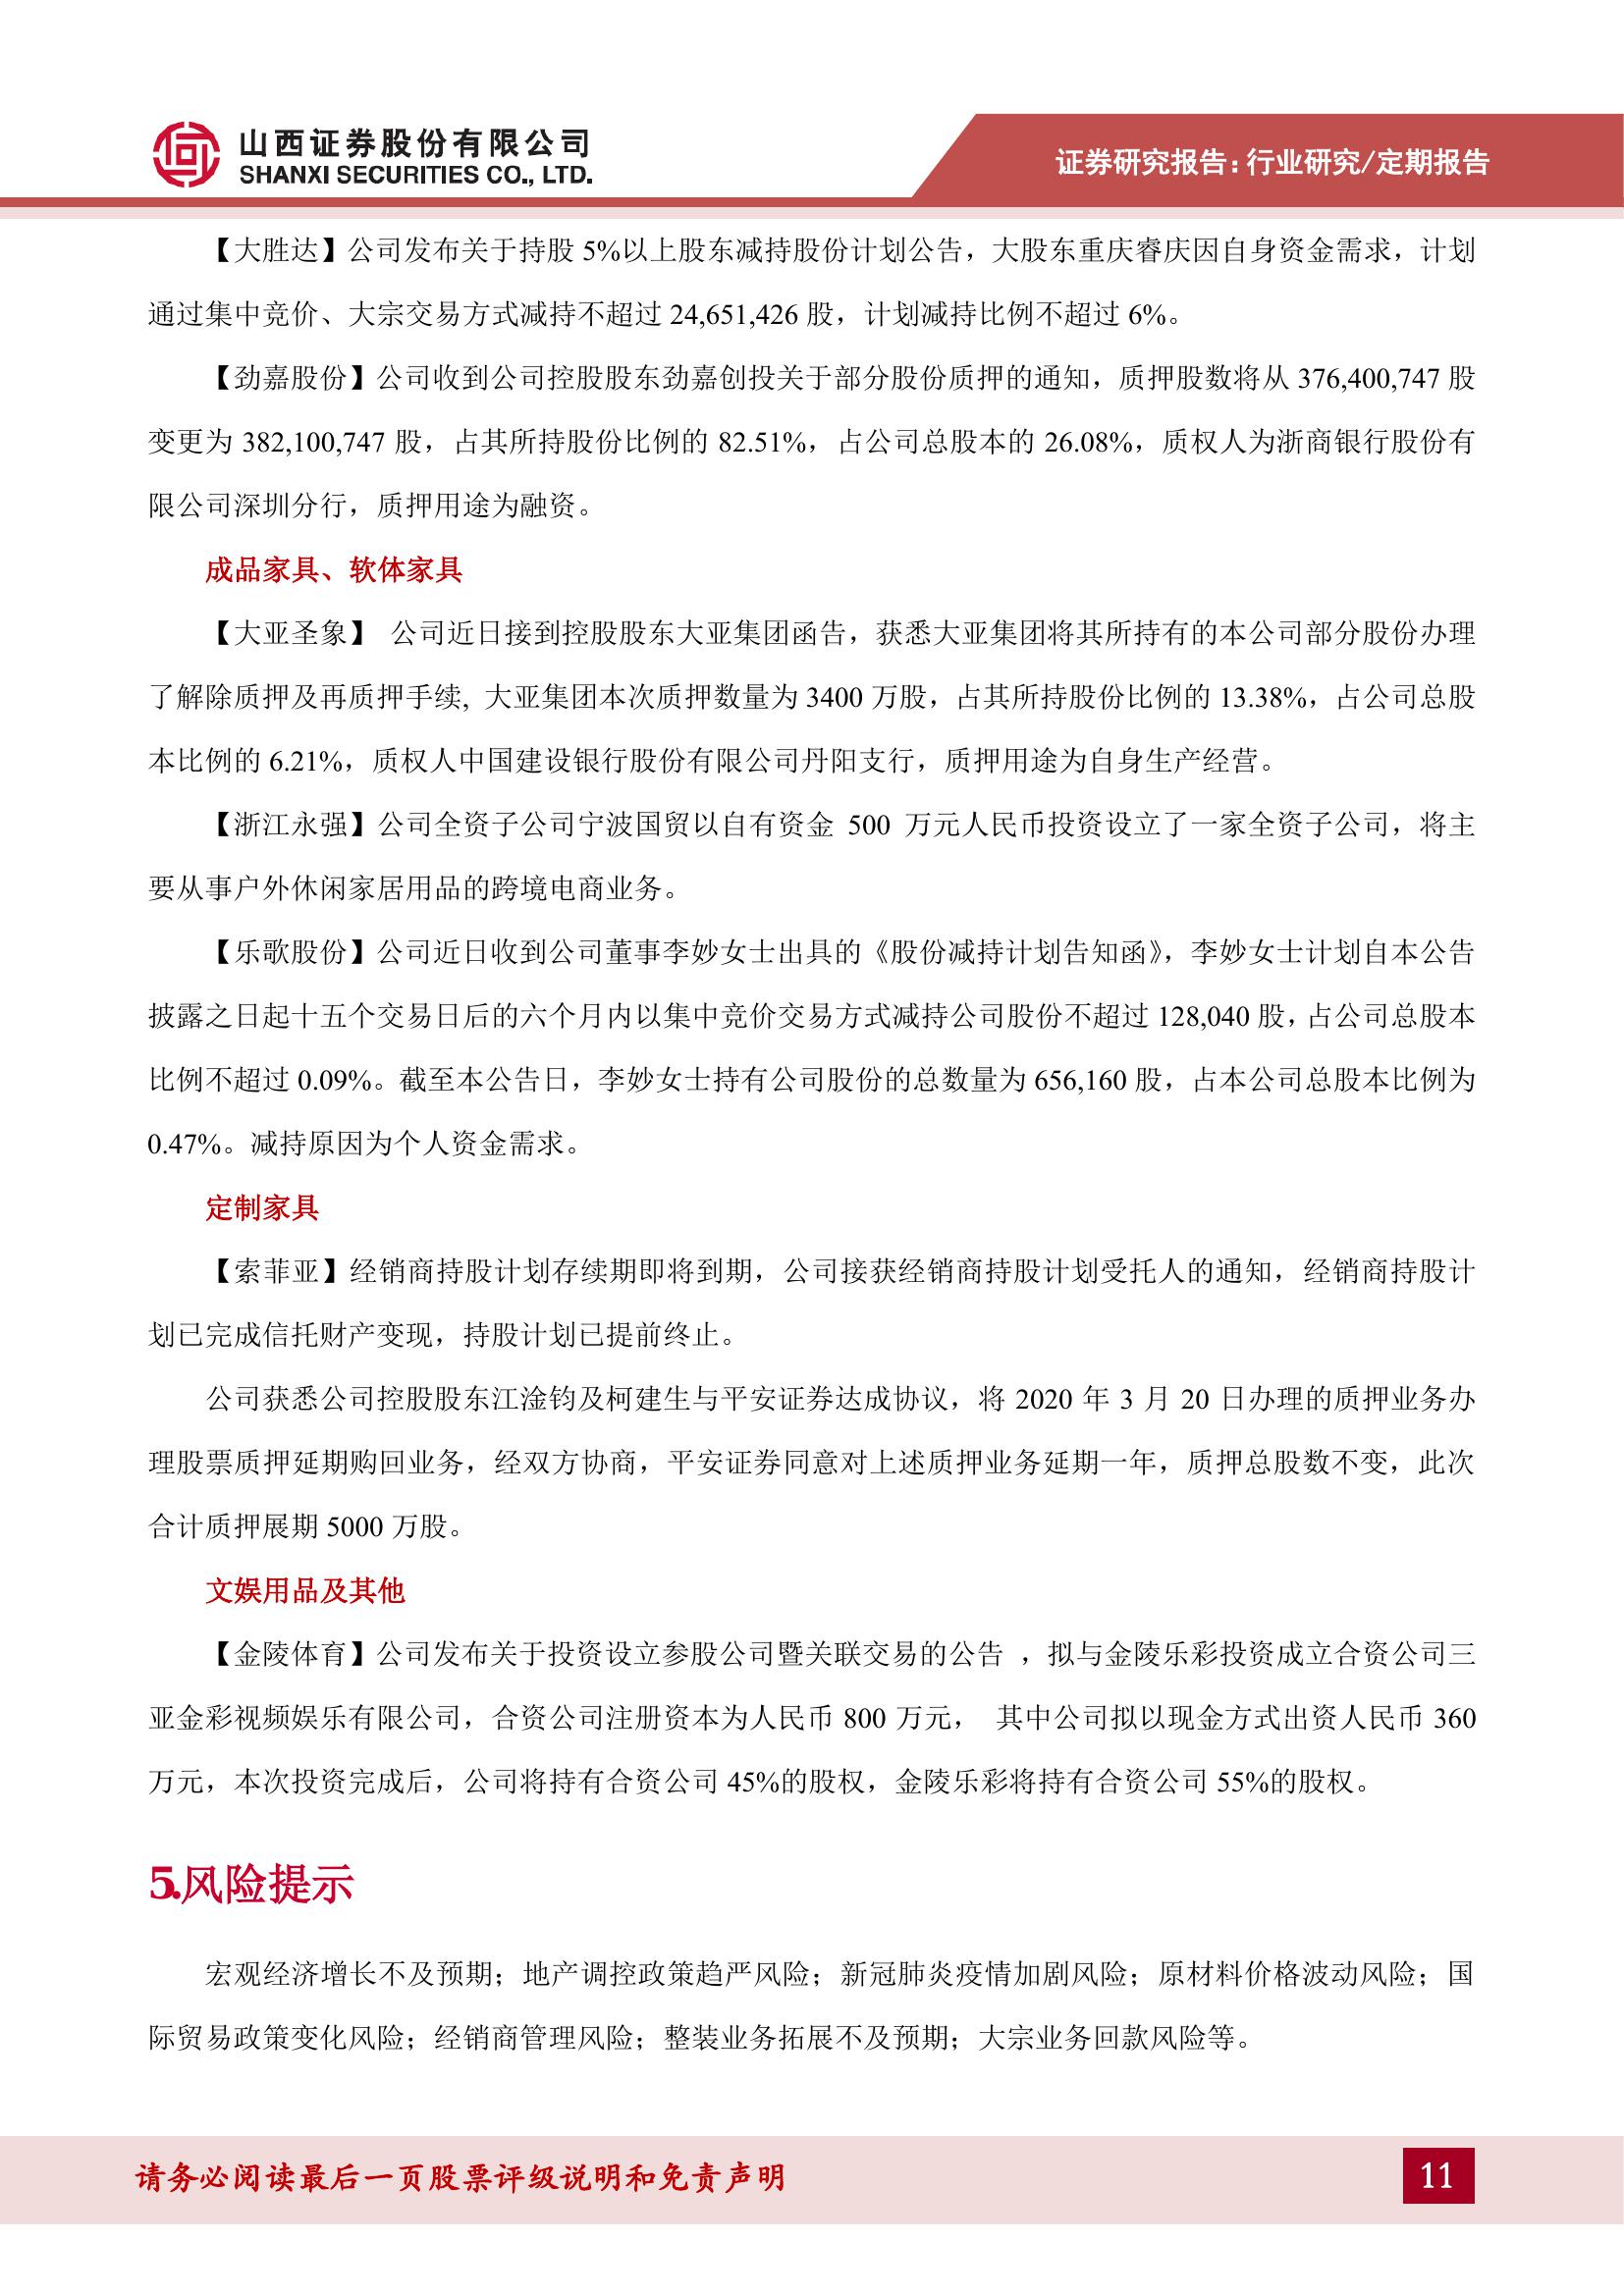 山西证券股份有限公司
SHANXI SECURITIES CO., LTD.
证券研究报告：行业研究/定期报告
【大胜达】公司发布关于持股 5%以上股东减持股份计划公告，大股东重庆睿庆因自身资金需求，计划
通过集中竞价、大宗交易方式减持不超过 24,651,426 股，计划减持比例不超过 6%。
【劲嘉股份】公司收到公司控股股东劲嘉创投关于部分股份质押的通知，质押股数将从 376,400,747 股
变更为 382,100,747 股，占其所持股份比例的 82.51%，占公司总股本的 26.08%，质权人为浙商银行股份有
限公司深圳分行，质押用途为融资。
成品家具、软体家具
【大亚圣象】 公司近日接到控股股东大亚集团函告，获悉大亚集团将其所持有的本公司部分股份办理
了解除质押及再质押手续, 大亚集团本次质押数量为 3400 万股，占其所持股份比例的 13.38%，占公司总股
本比例的 6.21%，质权人中国建设银行股份有限公司丹阳支行，质押用途为自身生产经营。
【浙江永强】公司全资子公司宁波国贸以自有资金 500 万元人民币投资设立了一家全资子公司，将主
要从事户外休闲家居用品的跨境电商业务。
【乐歌股份】公司近日收到公司董事李妙女士出具的《股份减持计划告知函》，李妙女士计划自本公告
披露之日起十五个交易日后的六个月内以集中竞价交易方式减持公司股份不超过 128,040 股，占公司总股本
比例不超过 0.09%。截至本公告日，李妙女士持有公司股份的总数量为 656,160 股，占本公司总股本比例为
0.47%。减持原因为个人资金需求。
定制家具
【索菲亚】经销商持股计划存续期即将到期，公司接获经销商持股计划受托人的通知，经销商持股计
划已完成信托财产变现，持股计划已提前终止。
公司获悉公司控股股东江淦钧及柯建生与平安证券达成协议，将 2020 年 3 月 20 日办理的质押业务办
理股票质押延期购回业务，经双方协商，平安证券同意对上述质押业务延期一年，质押总股数不变，此次
合计质押展期 5000 万股。
文娱用品及其他
【金陵体育】公司发布关于投资设立参股公司暨关联交易的公告 ，拟与金陵乐彩投资成立合资公司三
亚金彩视频娱乐有限公司，合资公司注册资本为人民币 800 万元， 其中公司拟以现金方式出资人民币 360
万元，本次投资完成后，公司将持有合资公司 45%的股权，金陵乐彩将持有合资公司 55%的股权。
5.风险提示
宏观经济增长不及预期；地产调控政策趋严风险；新冠肺炎疫情加剧风险；原材料价格波动风险；国
际贸易政策变化风险；经销商管理风险；整装业务拓展不及预期；大宗业务回款风险等。
请务必阅读最后一页股票评级说明和免责声明
11